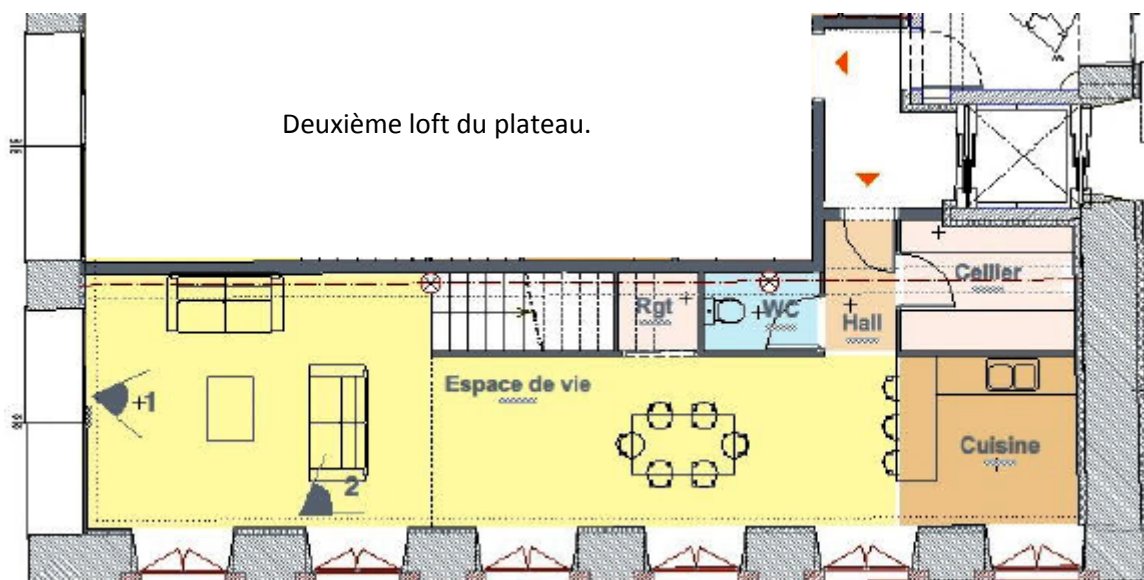 Deuxième loft du plateau.
Cellier
Rgt
WC
Hall
Espace de vie
+1
Cuisine
2